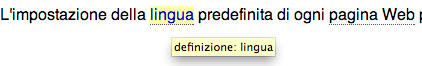 L'impostazione della lingua predefinita di ogni pagina Web
definizione: lingua